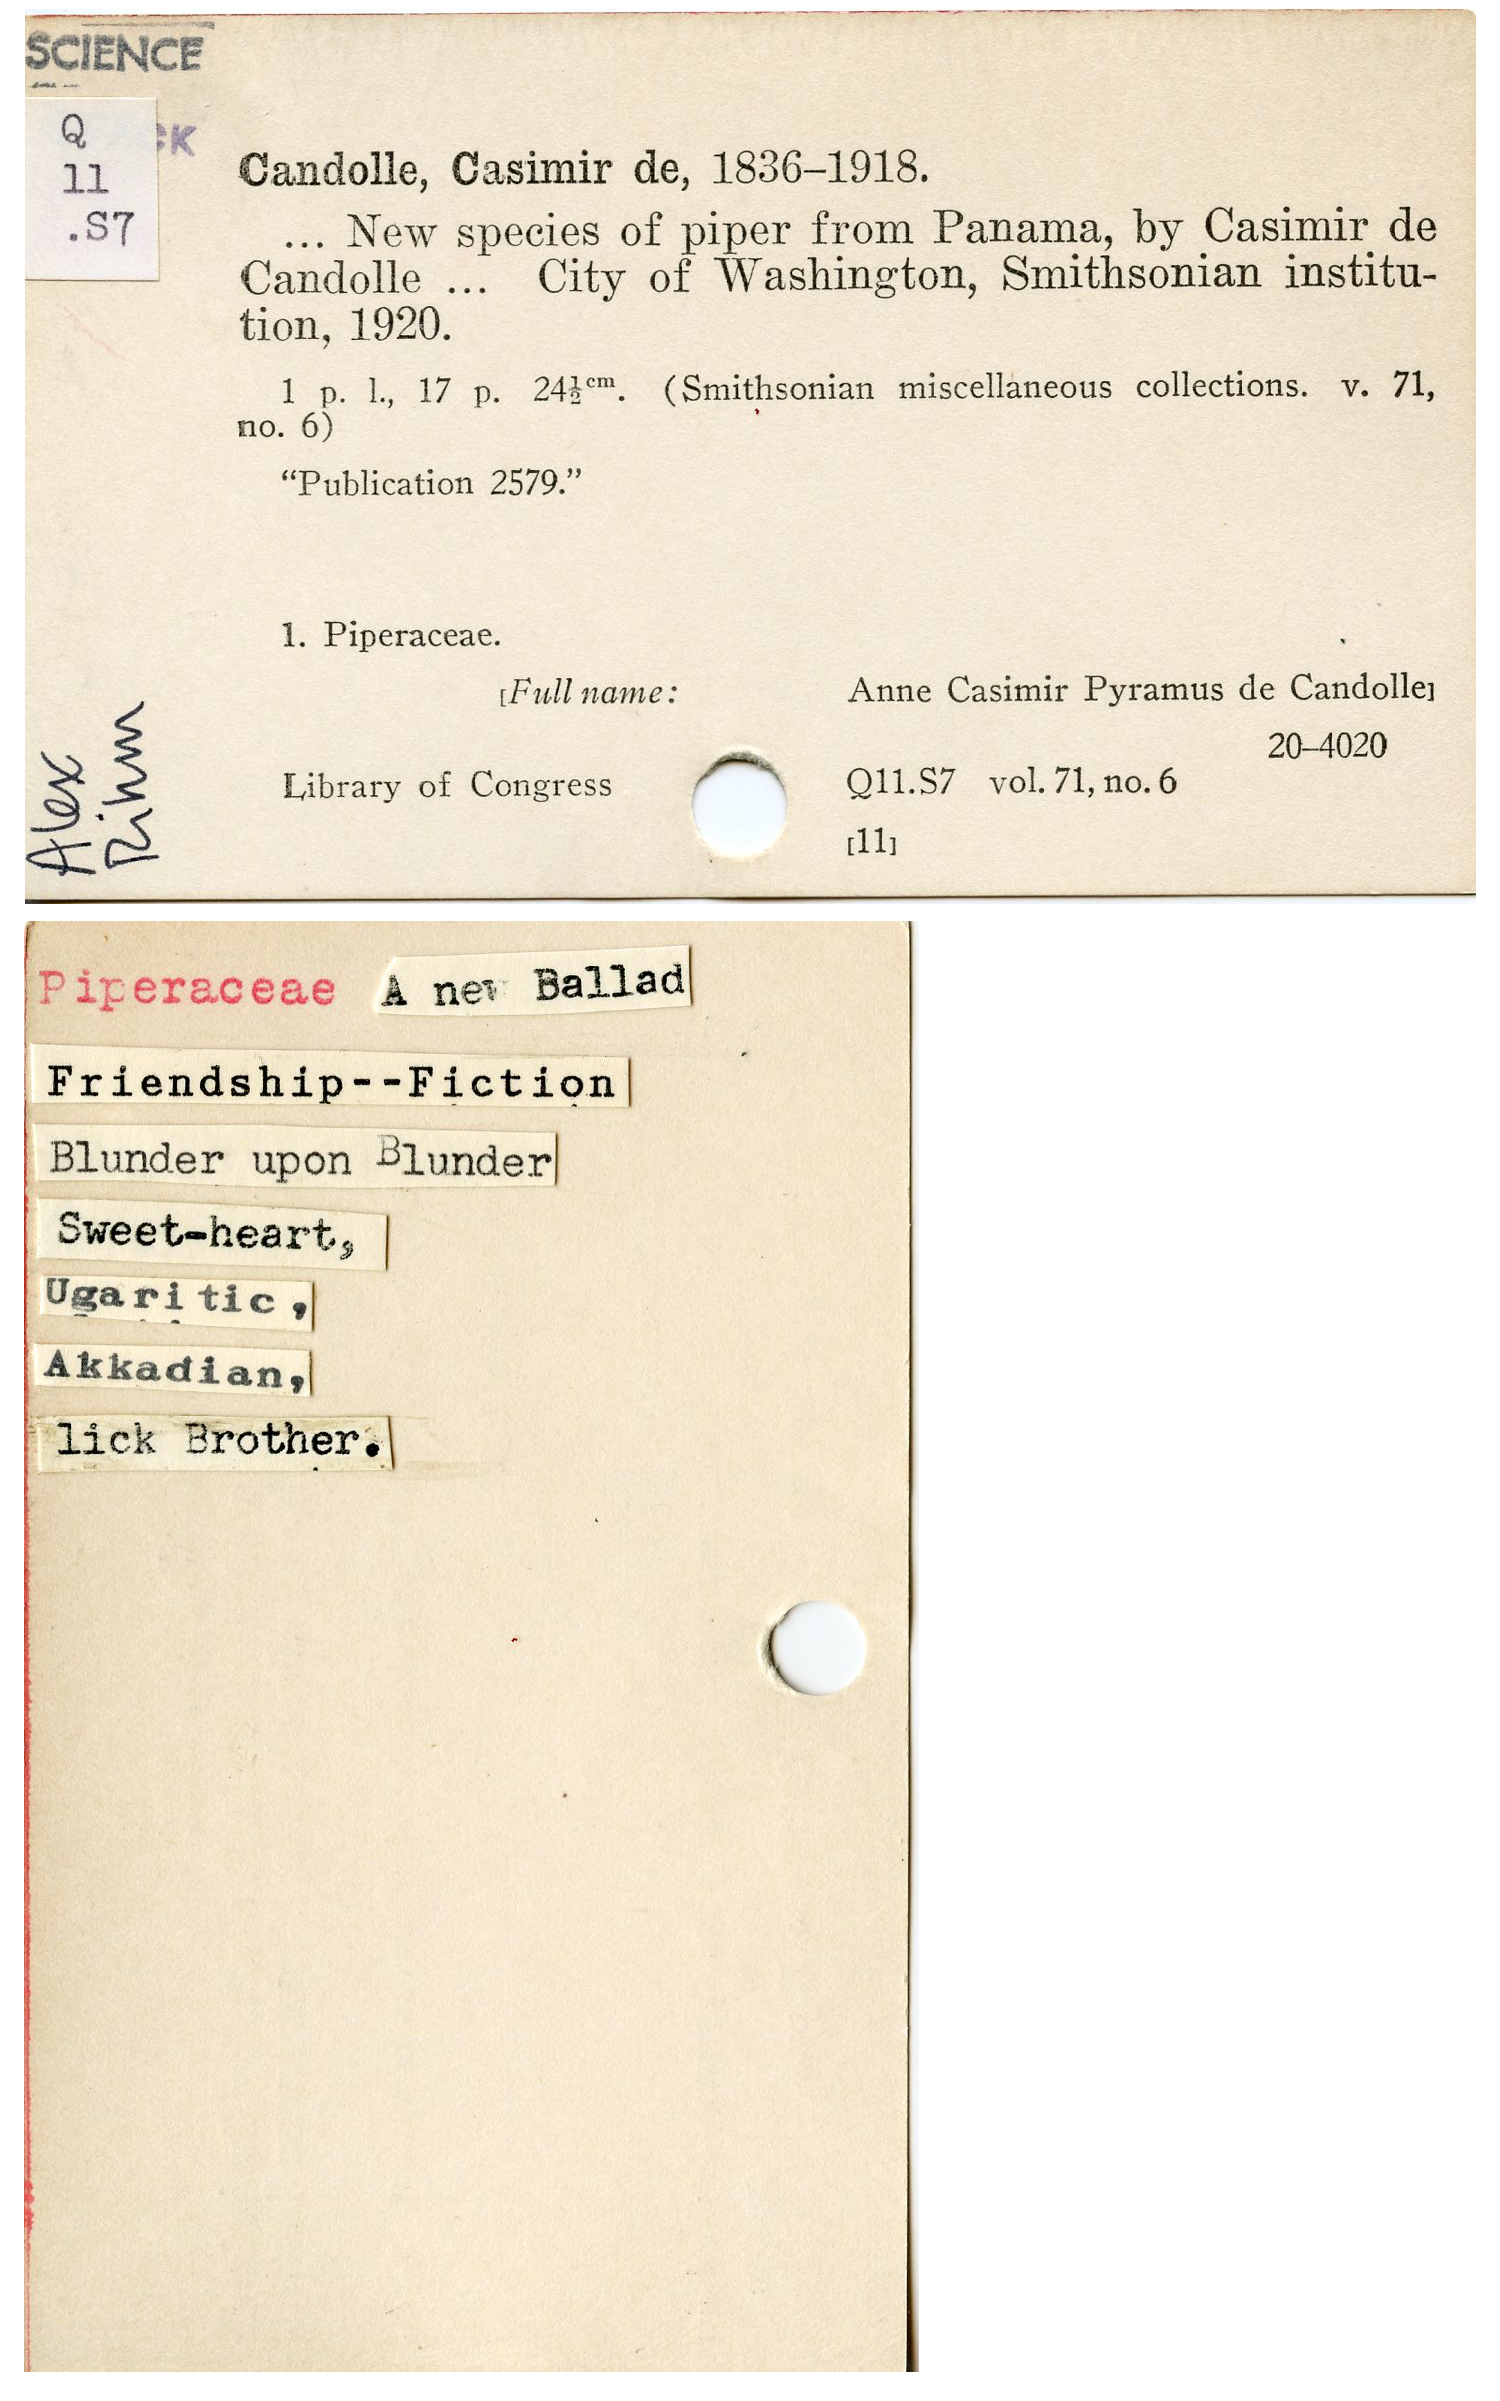 SCIENCE
CK
Q
11
.S7
Candolle, Casimir de, 1836–1918.
... New species of piper from Panama, by Casimir de
Candolle ... City of Washington, Smithsonian institu-
tion, 1920.
1 p. l., 17 p. 24½cm. (Smithsonian miscellaneous collections. v. 71,
no. 6)
“Publication 2579.”
1. Piperaceae.
[Full name: Anne Casimir Pyramus de Candolle]
20–4020
Library of Congress Q11.S7 vol. 71, no. 6
[11]
Alex
Rihm
Piperaceae A new Ballad
Friendship--Fiction
Blunder upon Blunder
Sweet-heart,
Ugaritic,
Akkadian,
lick Brother.